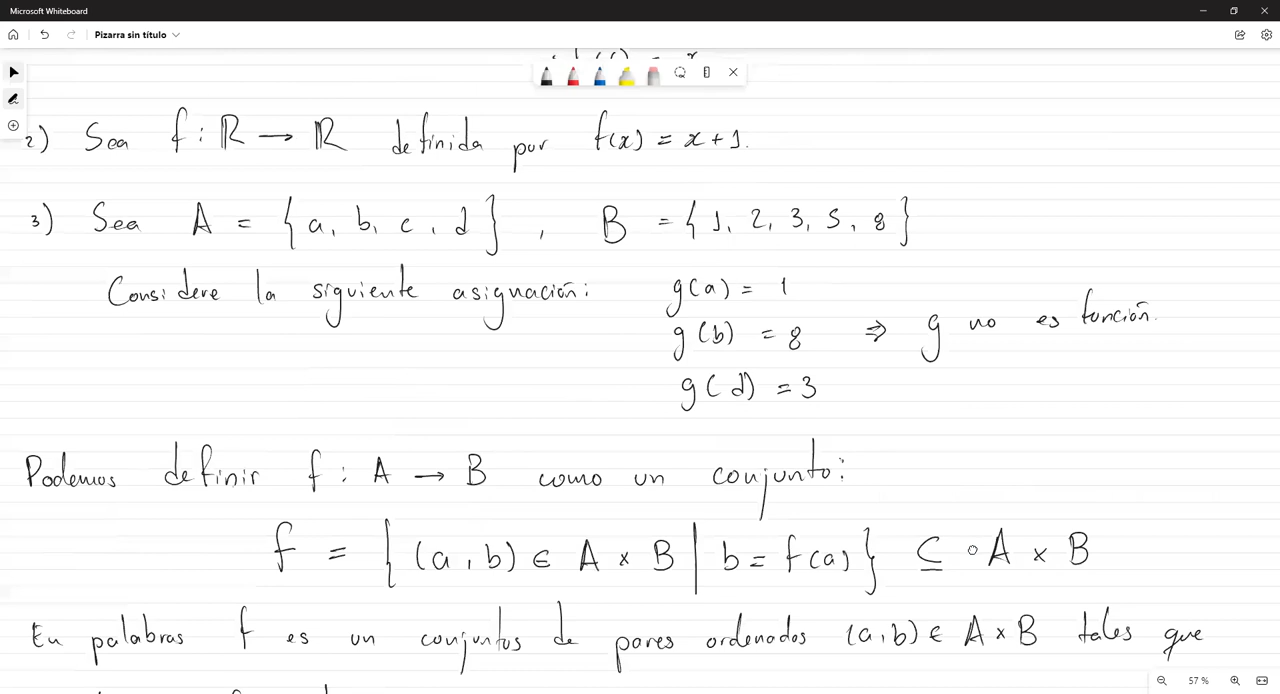 Microsoft Whiteboard
Pizarra sin título
2) Sea f : ℝ → ℝ definida por f(x) = x + 1.
3) Sea A = { a, b, c, d } , B = { 1, 2, 3, 5, 8 }
Considere la siguiente asignación: g(a) = 1
g(b) = 8 ⇒ g no es función.
g(d) = 3
Podemos definir f : A → B como un conjunto:
f = { (a, b) ∈ A × B | b = f(a) } ⊆ A × B
En palabras f es un conjuntos de pares ordenados (a,b) ∈ A × B tales que
57 %